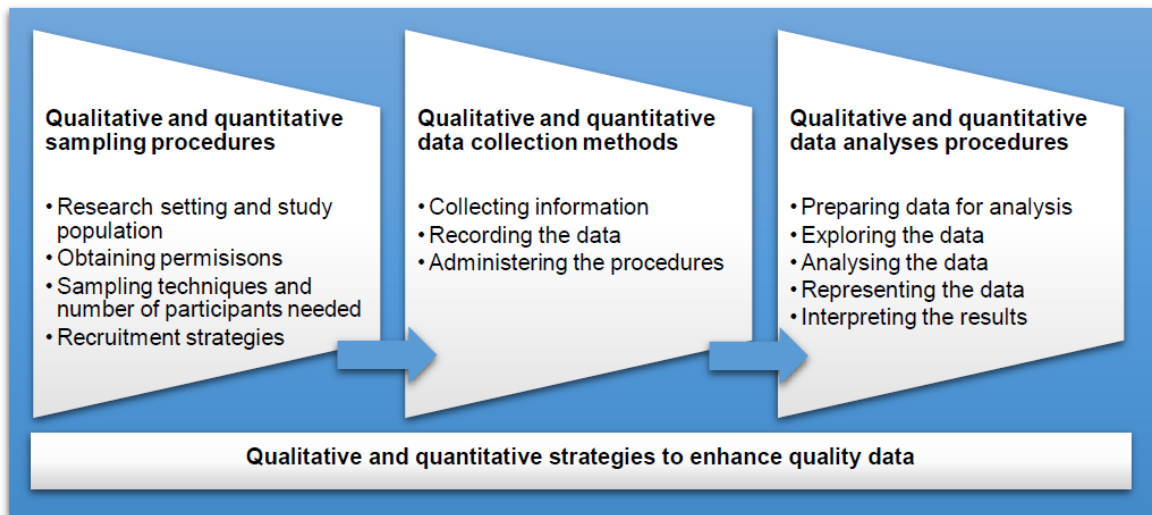 Qualitative and quantitative
sampling procedures
• Research setting and study
population
• Obtaining permisisons
• Sampling techniques and
number of participants needed
• Recruitment strategies
Qualitative and quantitative
data collection methods
• Collecting information
• Recording the data
• Administering the procedures
Qualitative and quantitative
data analyses procedures
• Preparing data for analysis
• Exploring the data
• Analysing the data
• Representing the data
• Interpreting the results
Qualitative and quantitative strategies to enhance quality data